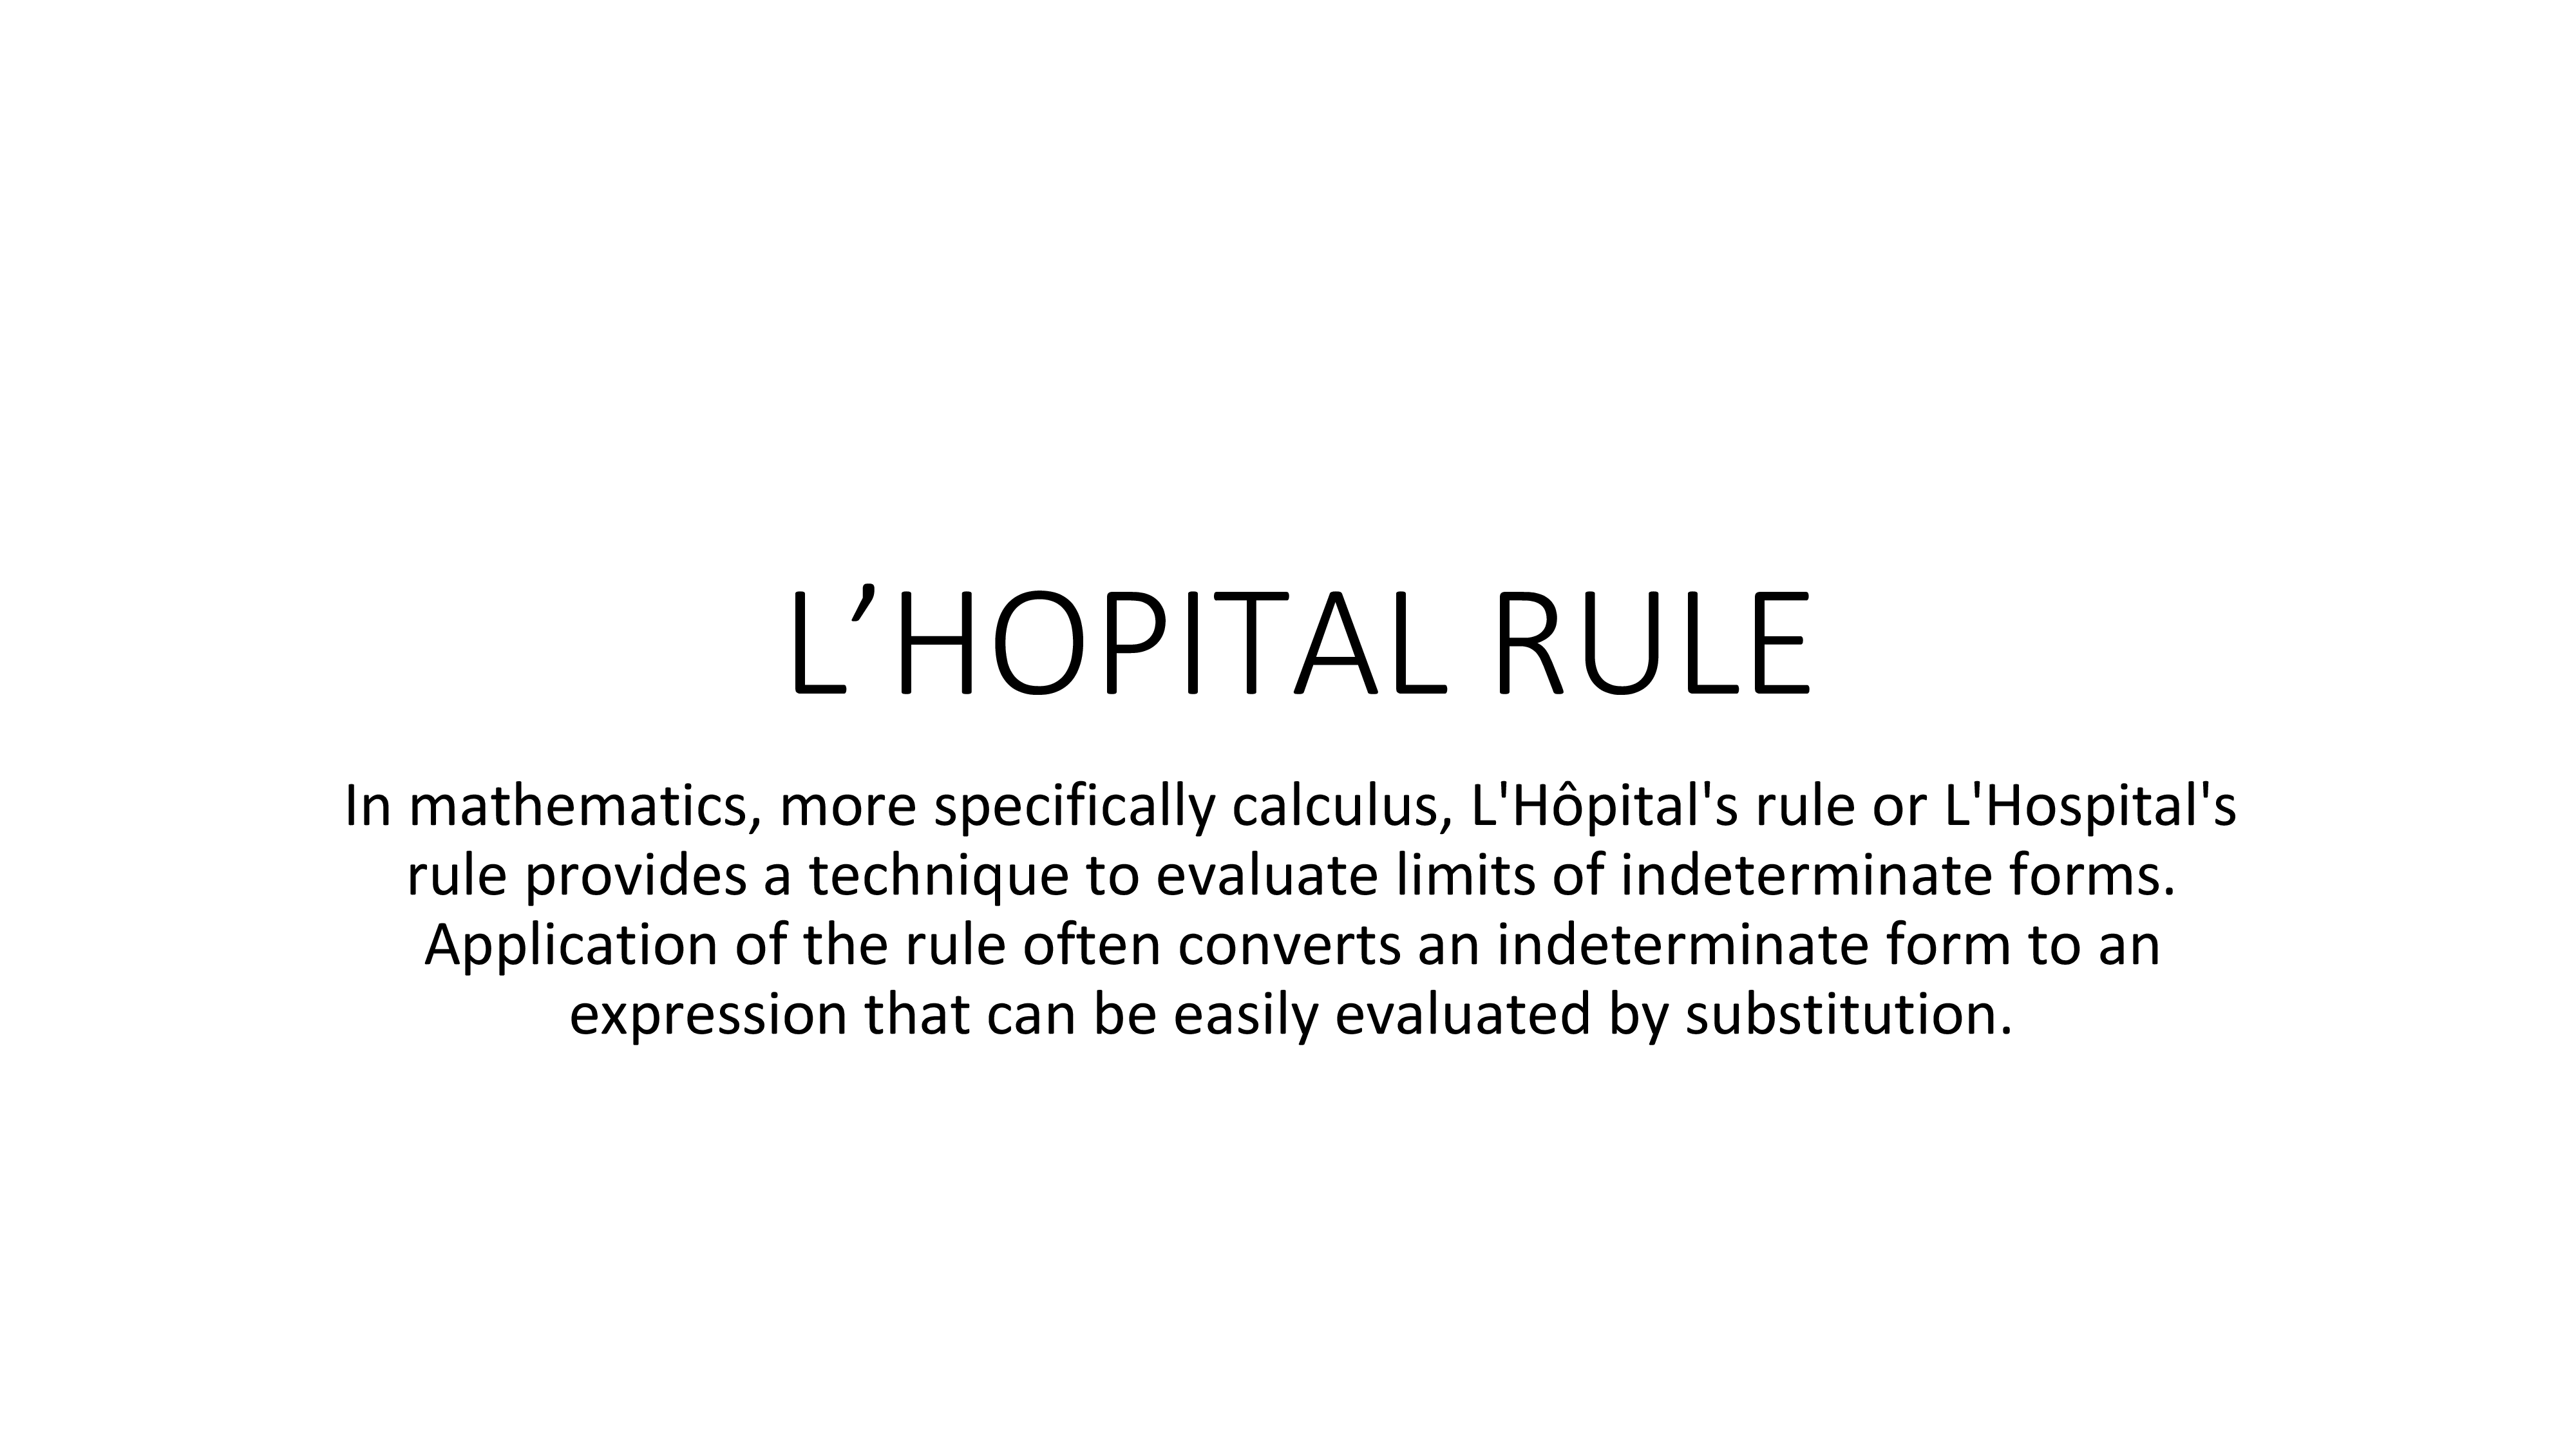 L’HOPITAL RULE
In mathematics, more specifically calculus, L'Hôpital's rule or L'Hospital's
rule provides a technique to evaluate limits of indeterminate forms.
Application of the rule often converts an indeterminate form to an
expression that can be easily evaluated by substitution.